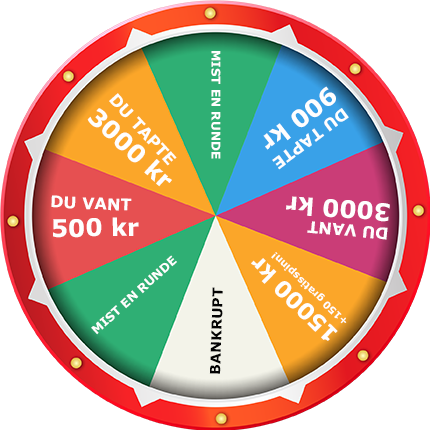 MIST EN RUNDE
DU TAPTE
900 kr
DU VANT
3000 kr
15000 kr
+150 gratisspinn!
BANKRUPT
MIST EN RUNDE
DU VANT
500 kr
DU TAPTE
3000 kr